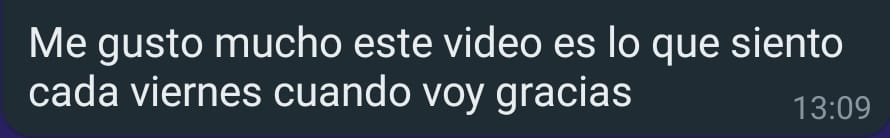 Me gusto mucho este video es lo que siento
cada viernes cuando voy gracias
13:09